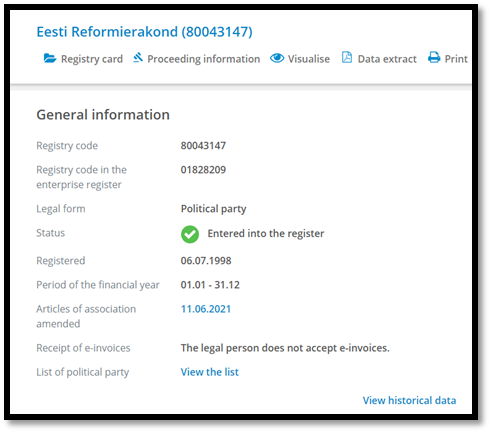 Eesti Reformierakond (80043147)
Registry card Proceeding information Visualise Data extract Print
General information
Registry code 80043147
Registry code in the 01828209
enterprise register
Legal form Political party
Status Entered into the register
Registered 06.07.1998
Period of the financial year 01.01 - 31.12
Articles of association 11.06.2021
amended
Receipt of e-invoices The legal person does not accept e-invoices.
List of political party View the list
View historical data